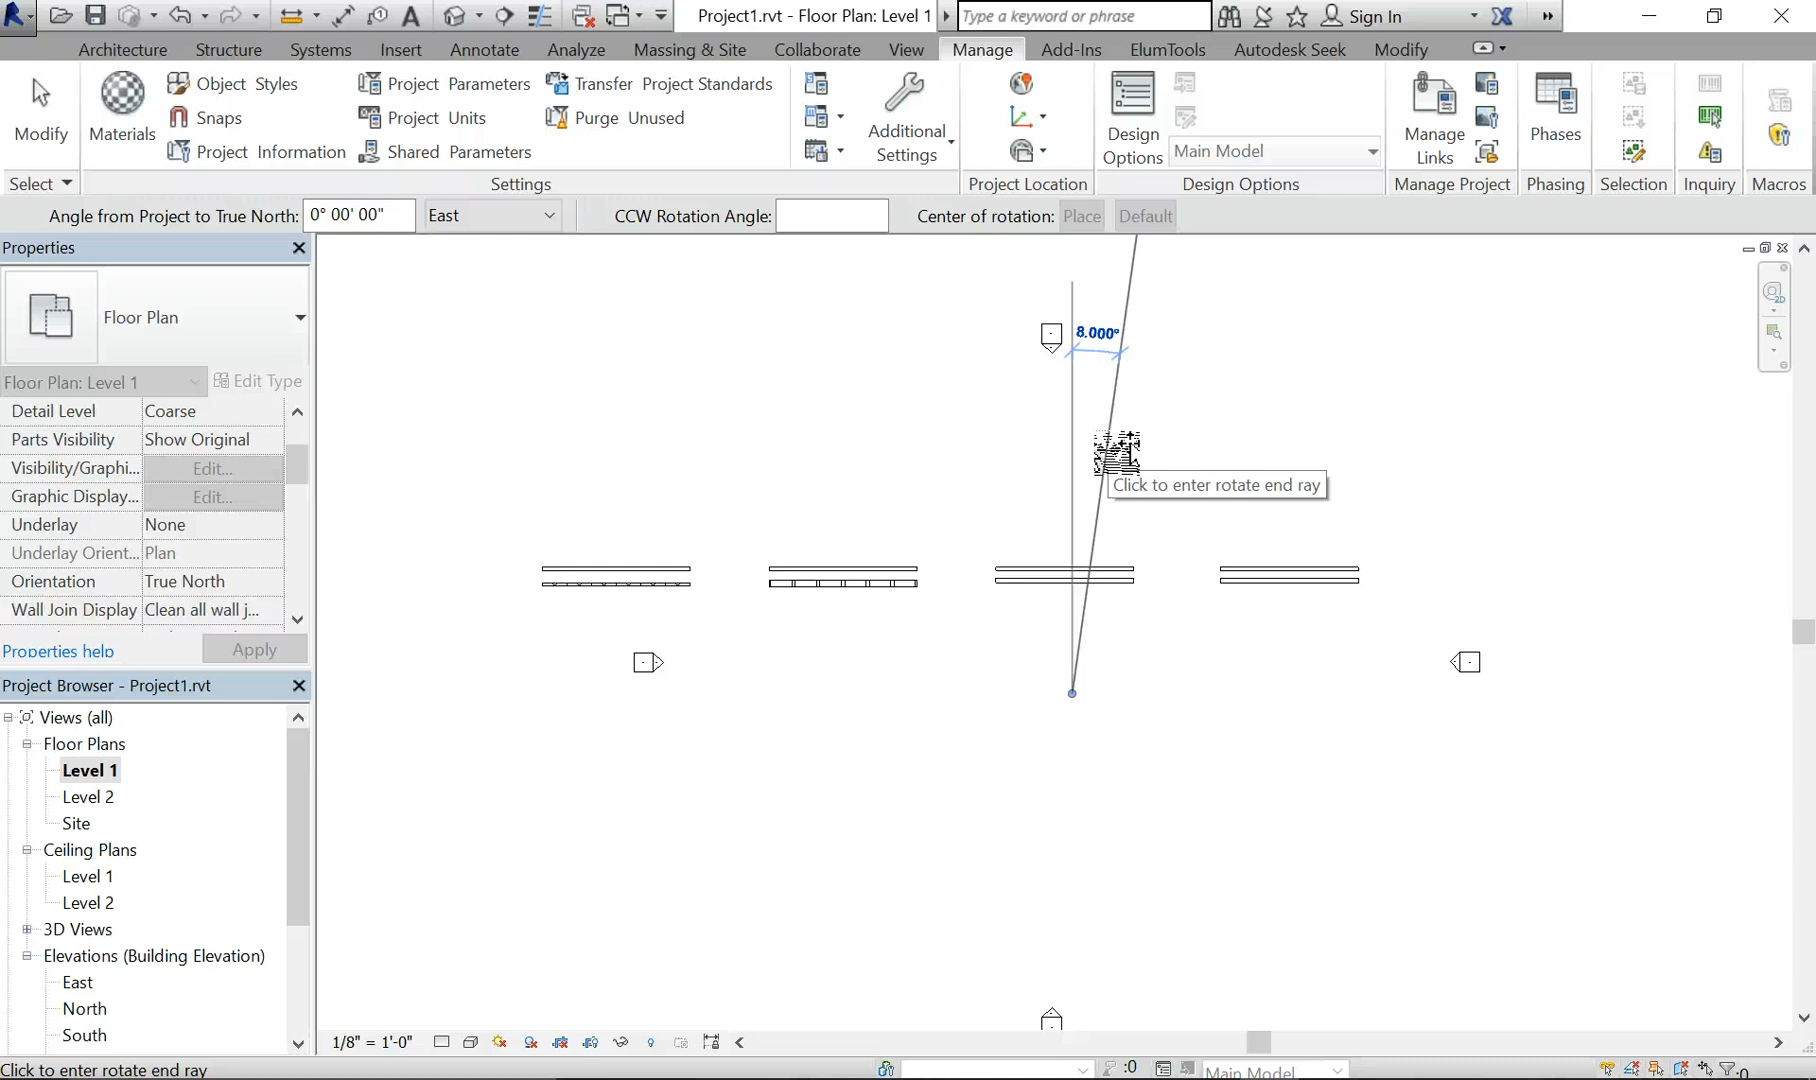 Project1.rvt - Floor Plan: Level 1
Type a keyword or phrase
Sign In
Architecture Structure Systems Insert Annotate Analyze Massing & Site Collaborate View Manage Add-Ins ElumTools Autodesk Seek Modify
Modify
Materials
Object Styles
Snaps
Project Information
Project Parameters
Project Units
Shared Parameters
Transfer Project Standards
Purge Unused
Additional Settings
Design Options
Main Model
Manage Links
Phases
Select Settings Project Location Design Options Manage Project Phasing Selection Inquiry Macros
Angle from Project to True North: 0° 00' 00" East CCW Rotation Angle: Center of rotation: Place Default
Properties
Floor Plan
Floor Plan: Level 1 Edit Type
Detail Level Coarse
Parts Visibility Show Original
Visibility/Graphi... Edit...
Graphic Display... Edit...
Underlay None
Underlay Orient... Plan
Orientation True North
Wall Join Display Clean all wall j...
Properties help Apply
Project Browser - Project1.rvt
Views (all)
Floor Plans
Level 1
Level 2
Site
Ceiling Plans
Level 1
Level 2
3D Views
Elevations (Building Elevation)
East
North
South
8.000°
Click to enter rotate end ray
2D
1/8" = 1'-0"
Click to enter rotate end ray
:0
Main Model
:0